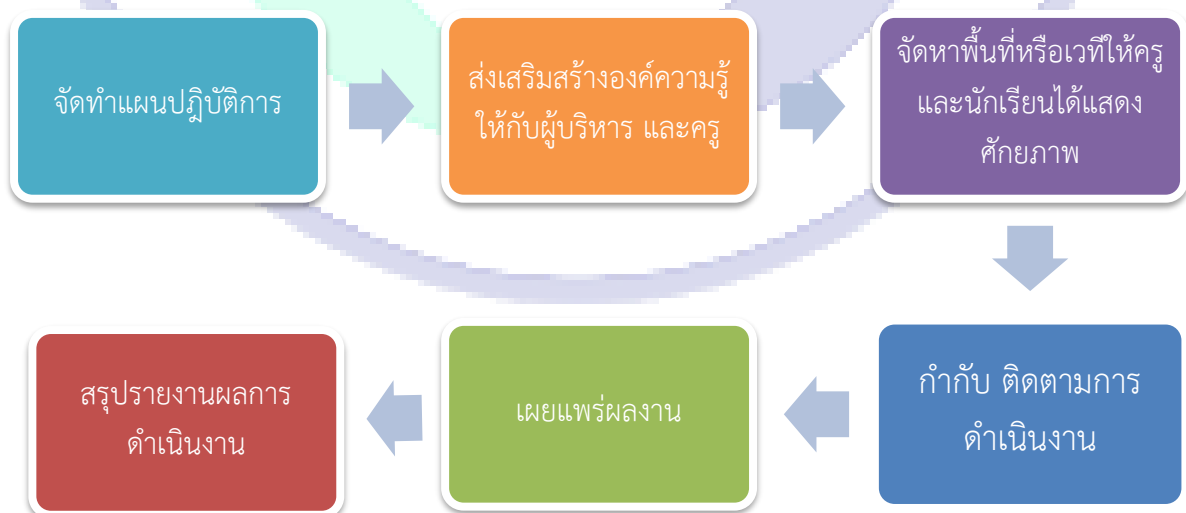 จัดทำแผนปฎิบัติการ
ส่งเสริมสร้างองค์ความรู้
ให้กับผู้บริหาร และครู
จัดหาพื้นที่หรือเวทีให้ครู
และนักเรียนได้แสดง
ศักยภาพ
กำกับ ติดตามการ
ดำเนินงาน
เผยแพร่ผลงาน
สรุปรายงานผลการ
ดำเนินงาน